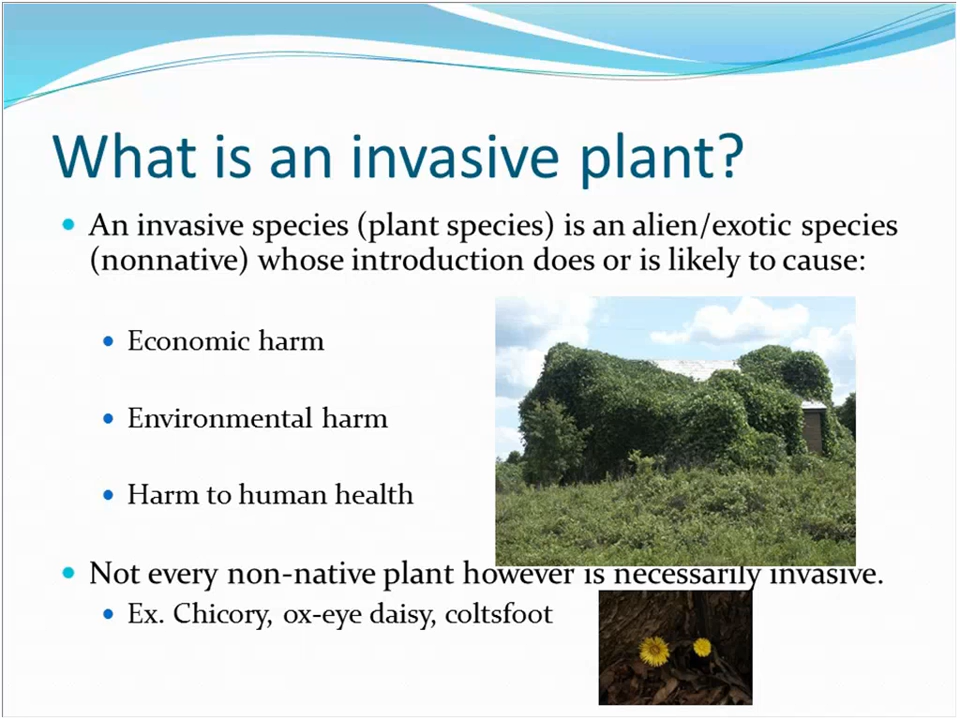 What is an invasive plant?
An invasive species (plant species) is an alien/exotic species
(nonnative) whose introduction does or is likely to cause:
Economic harm
Environmental harm
Harm to human health
Not every non-native plant however is necessarily invasive.
Ex. Chicory, ox-eye daisy, coltsfoot